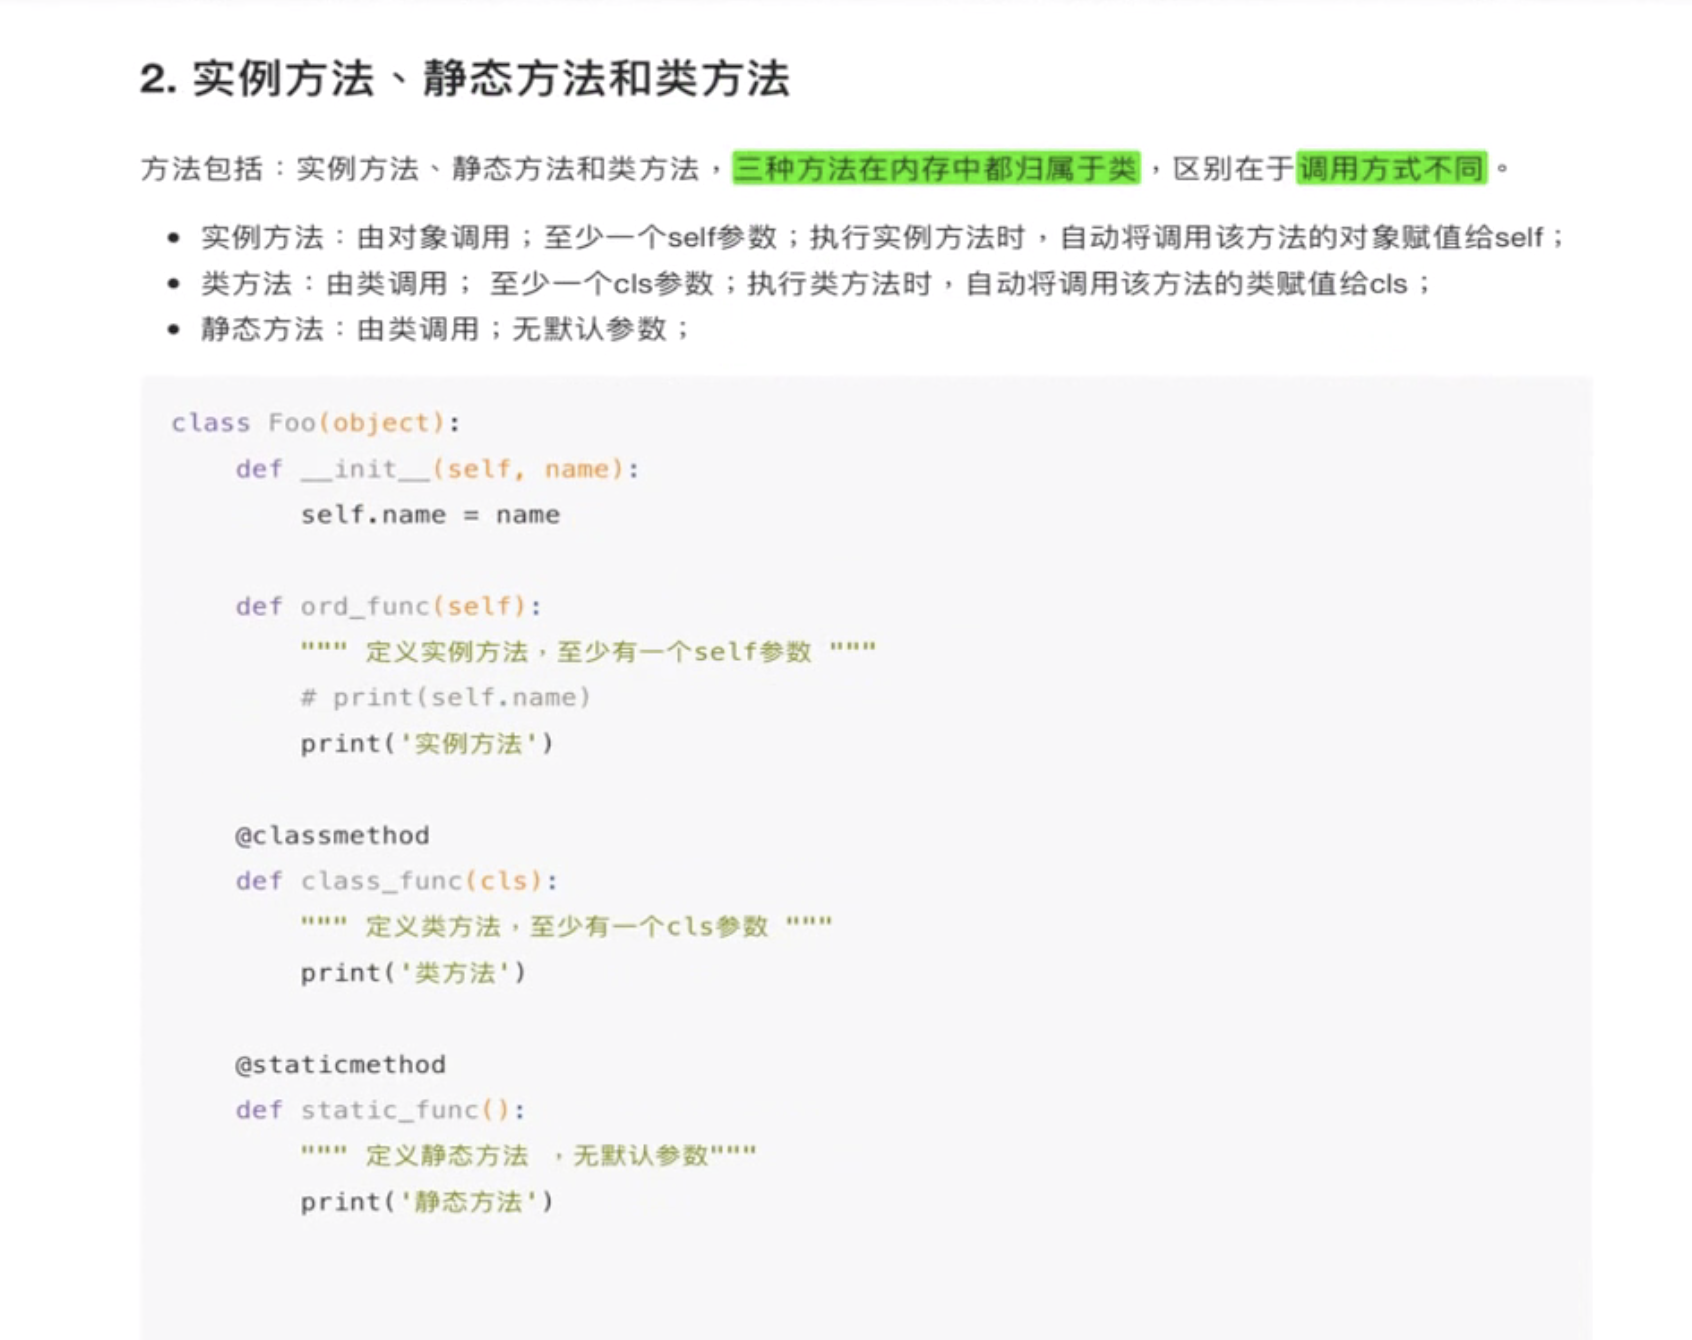 2. 实例方法、静态方法和类方法
方法包括：实例方法、静态方法和类方法，三种方法在内存中都归属于类，区别在于调用方式不同。
• 实例方法：由对象调用；至少一个self参数；执行实例方法时，自动将调用该方法的对象赋值给self；
• 类方法：由类调用； 至少一个cls参数；执行类方法时，自动将调用该方法的类赋值给cls；
• 静态方法：由类调用；无默认参数；
class Foo(object):
    def __init__(self, name):
        self.name = name
    def ord_func(self):
        """ 定义实例方法，至少有一个self参数 """
        # print(self.name)
        print('实例方法')
    @classmethod
    def class_func(cls):
        """ 定义类方法，至少有一个cls参数 """
        print('类方法')
    @staticmethod
    def static_func():
        """ 定义静态方法 ，无默认参数"""
        print('静态方法')